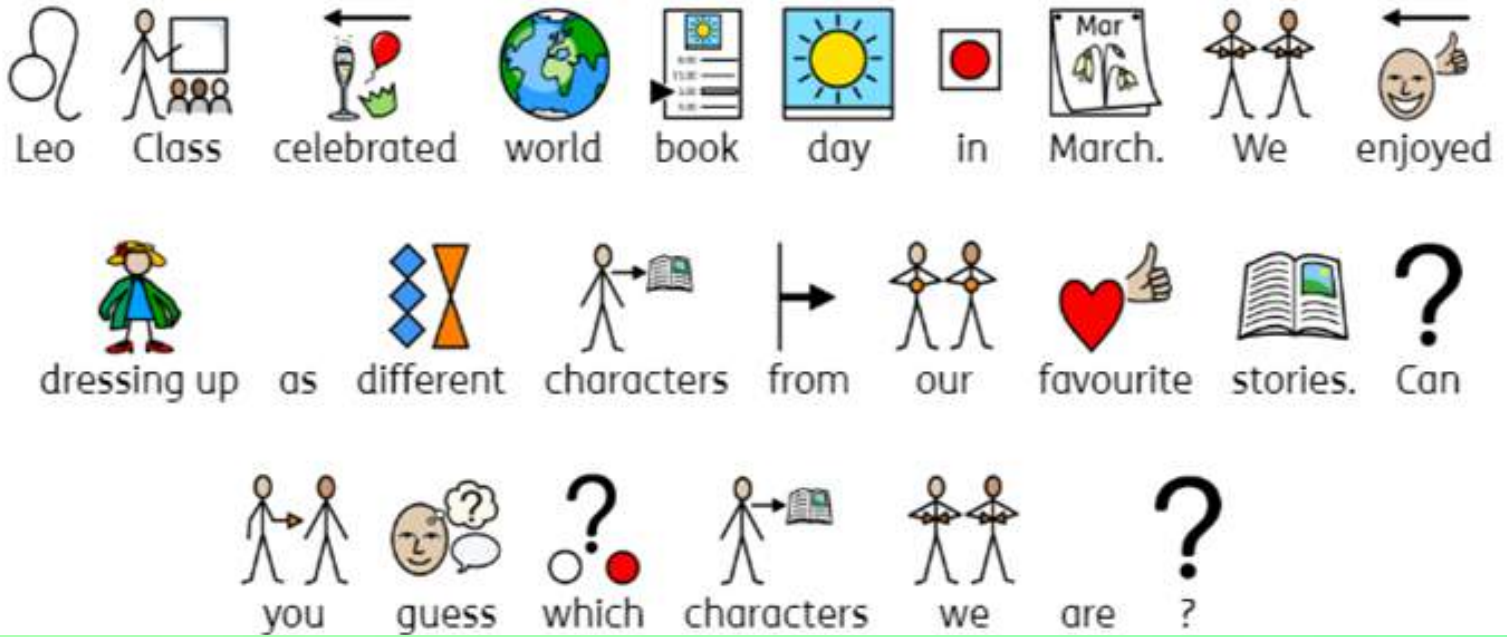 Mar
Leo Class celebrated world book day in March. We enjoyed
dressing up as different characters from our favourite stories. Can
?
you guess which characters we are ?